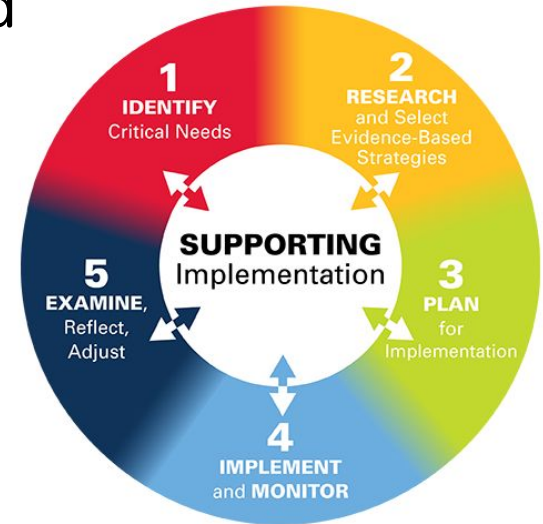 1
IDENTIFY
Critical Needs
2
RESEARCH
and Select
Evidence-Based
Strategies
3
PLAN
for
Implementation
4
IMPLEMENT
and MONITOR
5
EXAMINE,
Reflect,
Adjust
SUPPORTING
Implementation